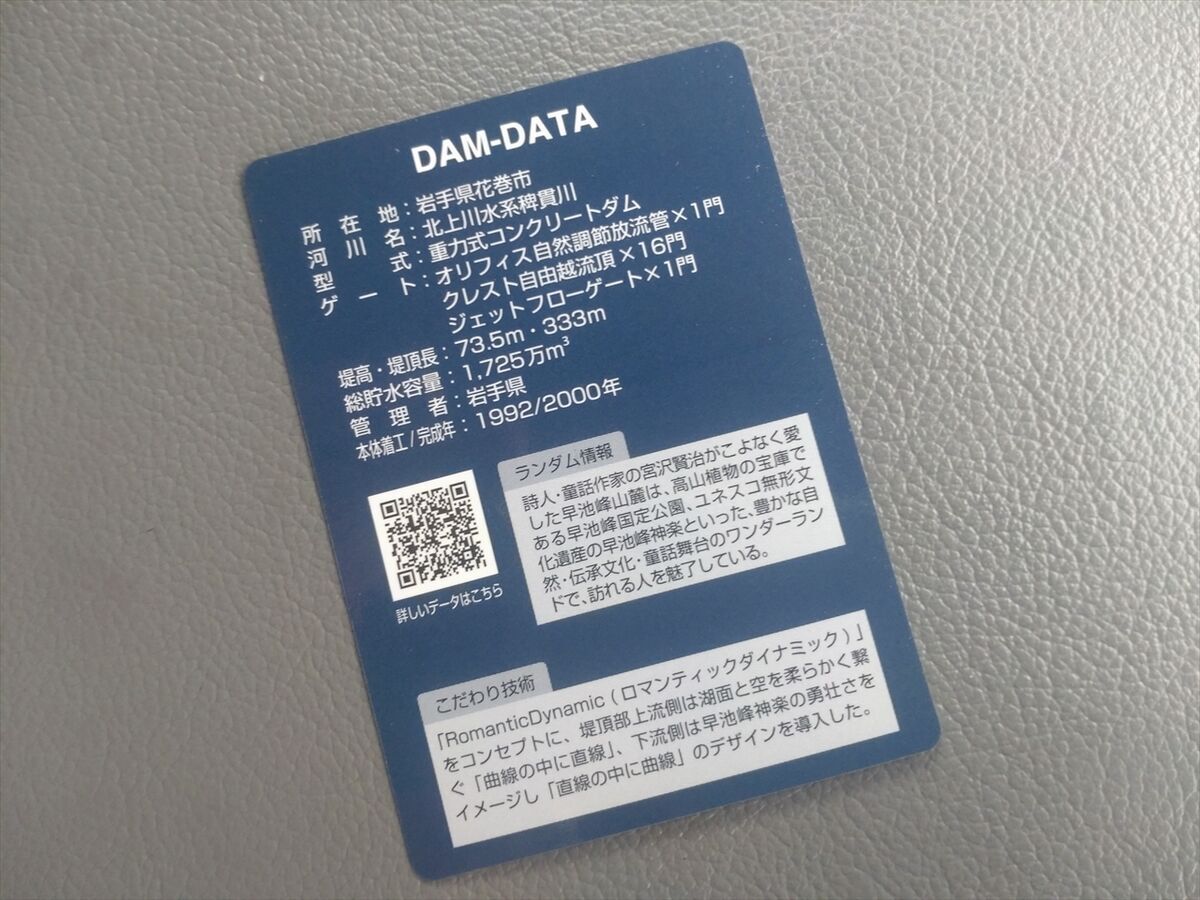 DAM-DATA
所在地：岩手県花巻市
河川名：北上川水系稗貫川
型式：重力式コンクリートダム
ゲート：オリフィス自然調節放流管×1門
クレスト自由越流頂×16門
ジェットフローゲート×1門
堤高・堤頂長：73.5m・333m
総貯水容量：1,725万m³
管理者：岩手県
本体着工/完成年：1992/2000年
詳しいデータはこちら
ランダム情報
詩人・童話作家の宮沢賢治がこよなく愛
した早池峰山麓は、高山植物の宝庫で
ある早池峰国定公園、ユネスコ無形文
化遺産の早池峰神楽といった、豊かな自
然・伝承文化・童話舞台のワンダーラン
ドで、訪れる人を魅了している。
こだわり技術
「RomanticDynamic（ロマンティックダイナミック）」
をコンセプトに、堤頂部上流側は湖面と空を柔らかく繋
ぐ「曲線の中に直線」、下流側は早池峰神楽の勇壮さを
イメージし「直線の中に曲線」のデザインを導入した。